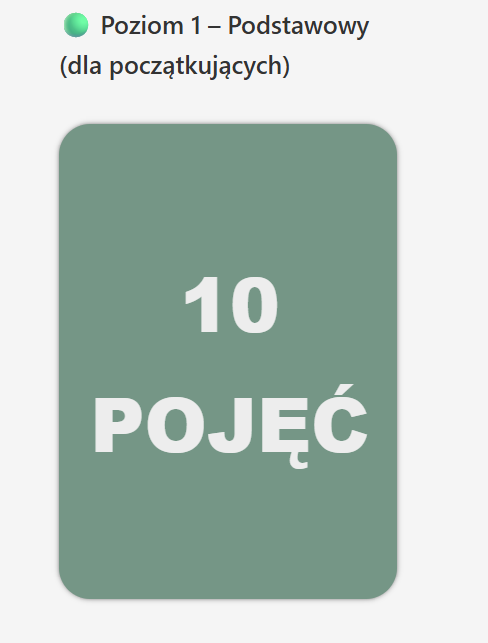 Poziom 1 – Podstawowy
(dla początkujących)
10
POJĘĆ